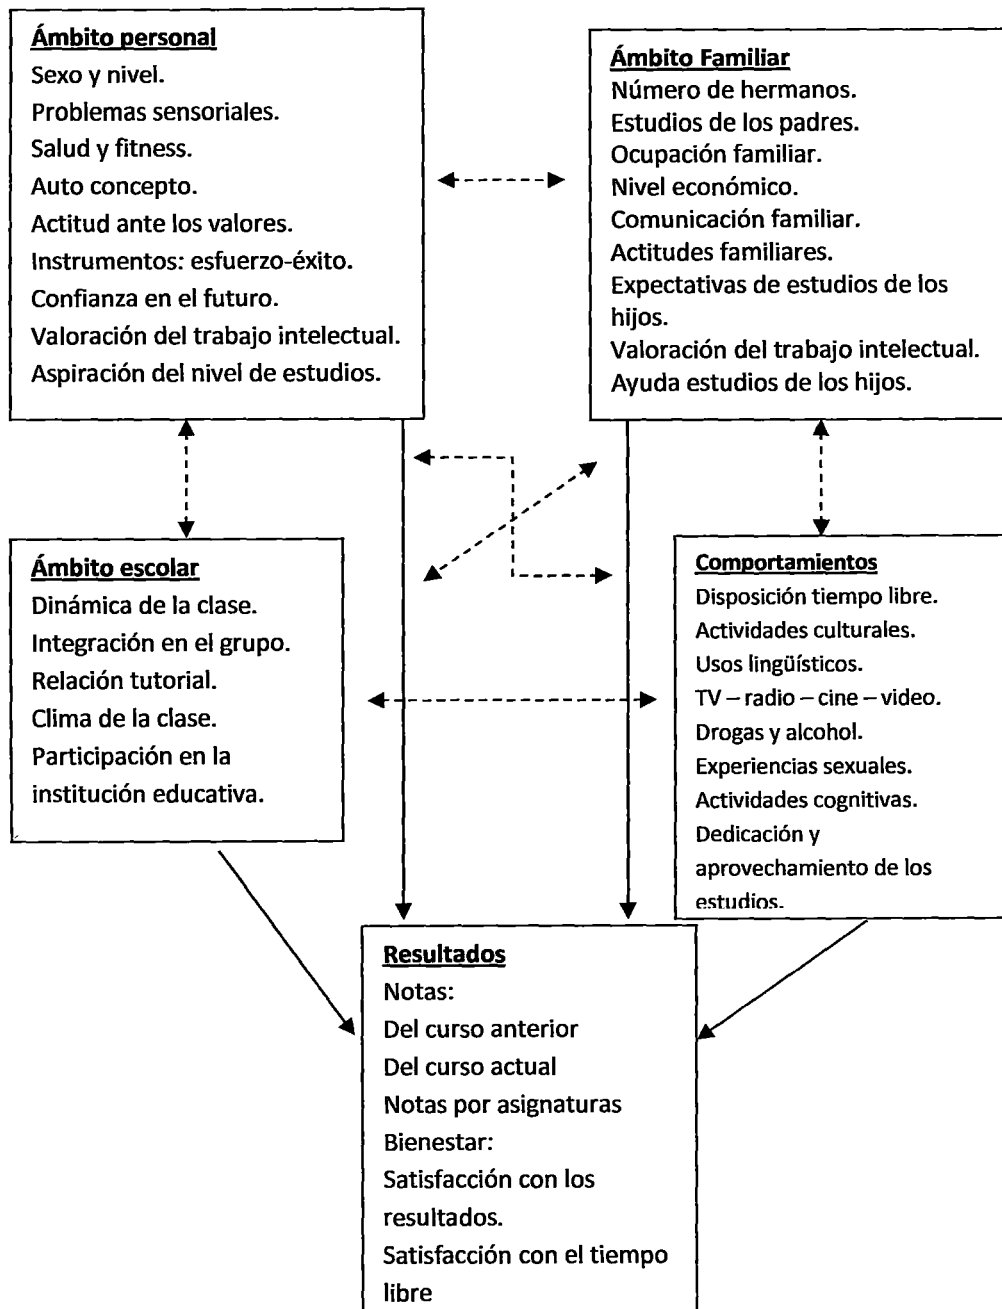 Ámbito personal
Sexo y nivel.
Problemas sensoriales.
Salud y fitness.
Auto concepto.
Actitud ante los valores.
Instrumentos: esfuerzo-éxito.
Confianza en el futuro.
Valoración del trabajo intelectual.
Aspiración del nivel de estudios.
Ámbito Familiar
Número de hermanos.
Estudios de los padres.
Ocupación familiar.
Nivel económico.
Comunicación familiar.
Actitudes familiares.
Expectativas de estudios de los
hijos.
Valoración del trabajo intelectual.
Ayuda estudios de los hijos.
Ámbito escolar
Dinámica de la clase.
Integración en el grupo.
Relación tutorial.
Clima de la clase.
Participación en la
institución educativa.
Comportamientos
Disposición tiempo libre.
Actividades culturales.
Usos lingüísticos.
TV – radio – cine – video.
Drogas y alcohol.
Experiencias sexuales.
Actividades cognitivas.
Dedicación y
aprovechamiento de los
estudios.
Resultados
Notas:
Del curso anterior
Del curso actual
Notas por asignaturas
Bienestar:
Satisfacción con los
resultados.
Satisfacción con el tiempo
libre